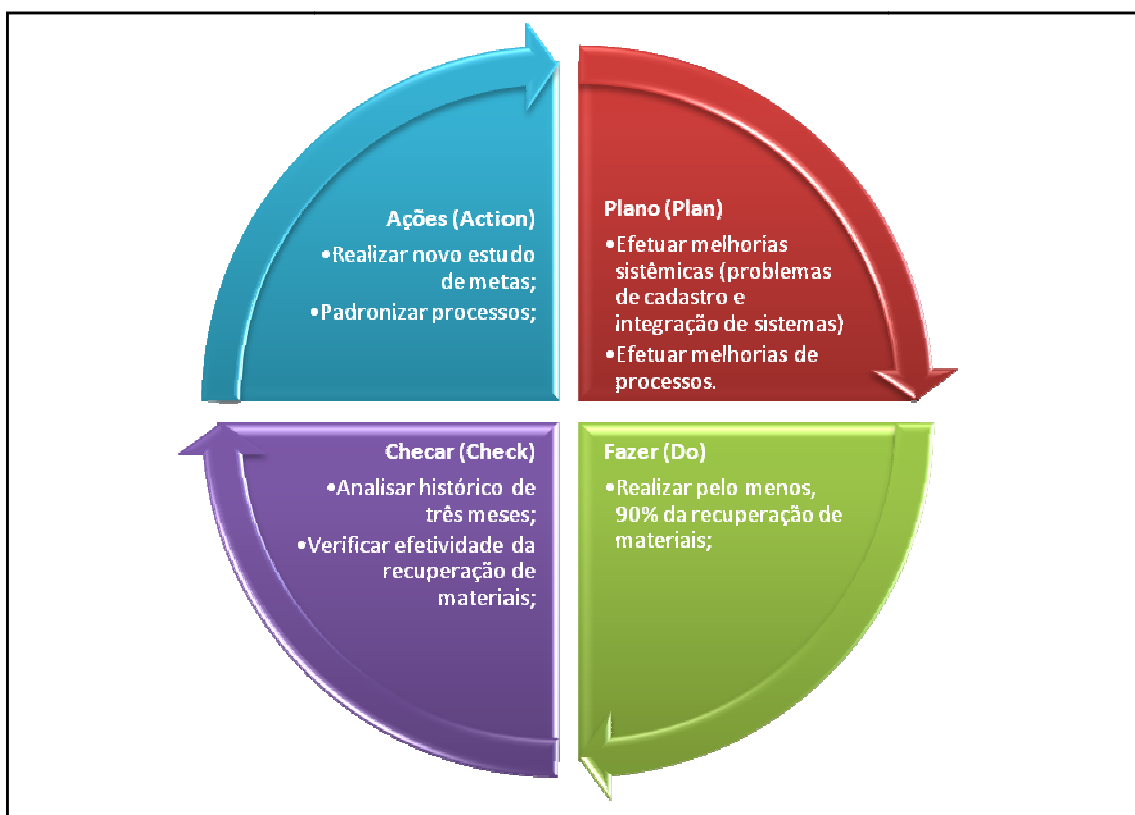 Ações (Action)
•Realizar novo estudo
de metas;
•Padronizar processos;
Plano (Plan)
•Efetuar melhorias
sistêmicas (problemas
de cadastro e
integração de sistemas)
•Efetuar melhorias de
processos.
Checar (Check)
•Analisar histórico de
três meses;
•Verificar efetividade da
recuperação de
materiais;
Fazer (Do)
•Realizar pelo menos,
90% da recuperação de
materiais;